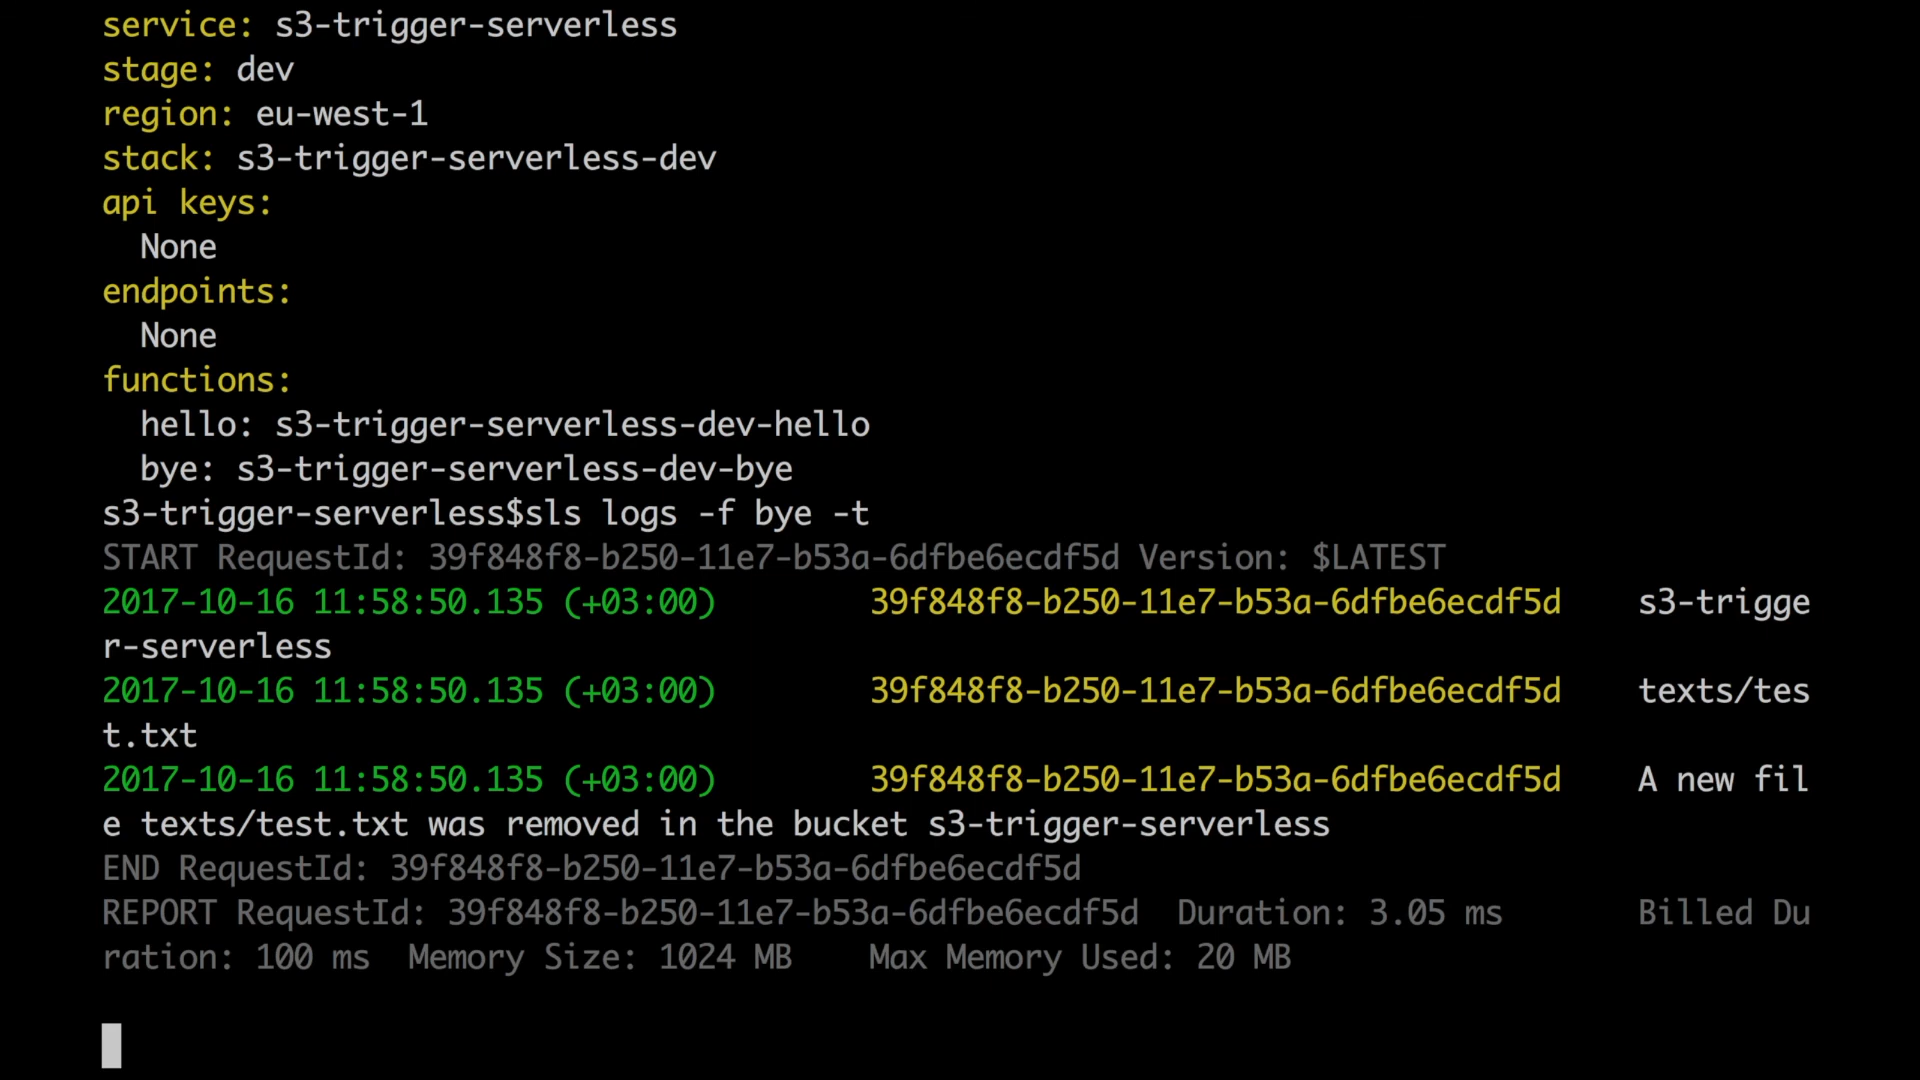 service: s3-trigger-serverless
stage: dev
region: eu-west-1
stack: s3-trigger-serverless-dev
api keys:
  None
endpoints:
  None
functions:
  hello: s3-trigger-serverless-dev-hello
  bye: s3-trigger-serverless-dev-bye
s3-trigger-serverless$sls logs -f bye -t
START RequestId: 39f848f8-b250-11e7-b53a-6dfbe6ecdf5d Version: $LATEST
2017-10-16 11:58:50.135 (+03:00)        39f848f8-b250-11e7-b53a-6dfbe6ecdf5d    s3-trigge
r-serverless
2017-10-16 11:58:50.135 (+03:00)        39f848f8-b250-11e7-b53a-6dfbe6ecdf5d    texts/tes
t.txt
2017-10-16 11:58:50.135 (+03:00)        39f848f8-b250-11e7-b53a-6dfbe6ecdf5d    A new fil
e texts/test.txt was removed in the bucket s3-trigger-serverless
END RequestId: 39f848f8-b250-11e7-b53a-6dfbe6ecdf5d
REPORT RequestId: 39f848f8-b250-11e7-b53a-6dfbe6ecdf5d  Duration: 3.05 ms       Billed Du
ration: 100 ms  Memory Size: 1024 MB    Max Memory Used: 20 MB